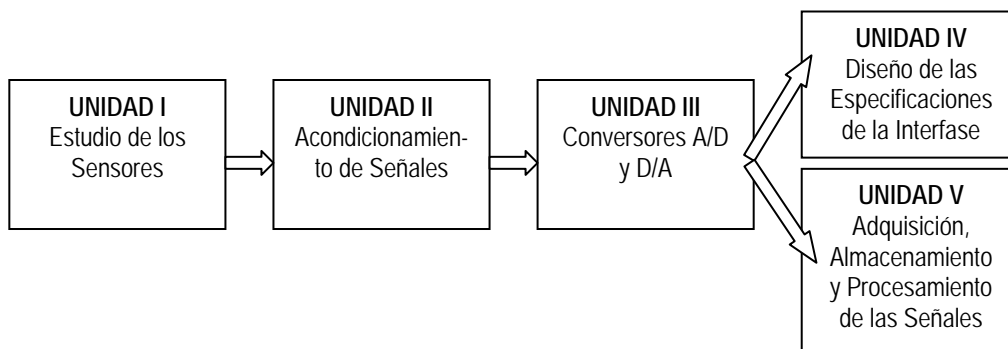 UNIDAD I
Estudio de los
Sensores
UNIDAD II
Acondicionamien-
to de Señales
UNIDAD III
Conversores A/D
y D/A
UNIDAD IV
Diseño de las
Especificaciones
de la Interfase
UNIDAD V
Adquisición,
Almacenamiento
y Procesamiento
de las Señales